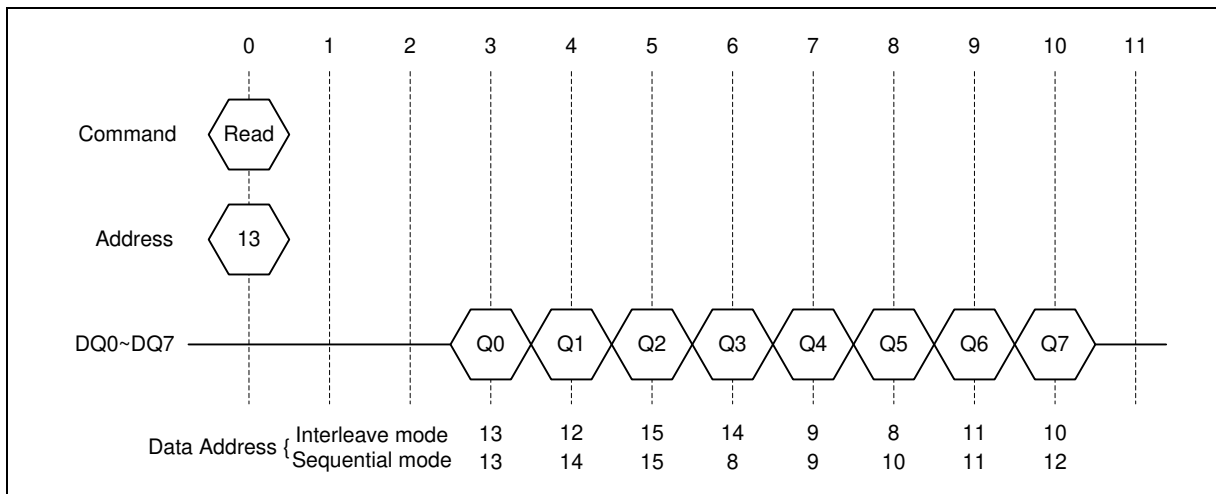 0 1 2 3 4 5 6 7 8 9 10 11
Command Read
Address 13
DQ0~DQ7 Q0 Q1 Q2 Q3 Q4 Q5 Q6 Q7
Data Address { Interleave mode 13 12 15 14 9 8 11 10
Sequential mode 13 14 15 8 9 10 11 12